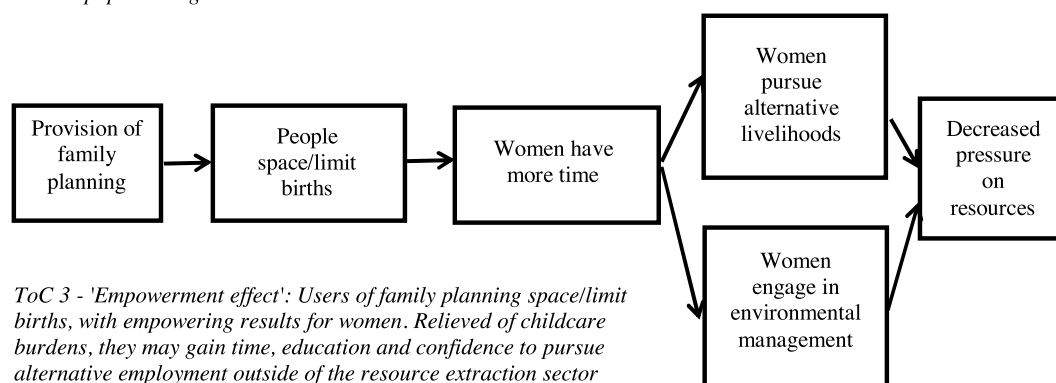 Provision of
family
planning
People
space/limit
births
Women have
more time
Women
pursue
alternative
livelihoods
Women
engage in
environmental
management
Decreased
pressure
on
resources
ToC 3 - 'Empowerment effect': Users of family planning space/limit
births, with empowering results for women. Relieved of childcare
burdens, they may gain time, education and confidence to pursue
alternative employment outside of the resource extraction sector